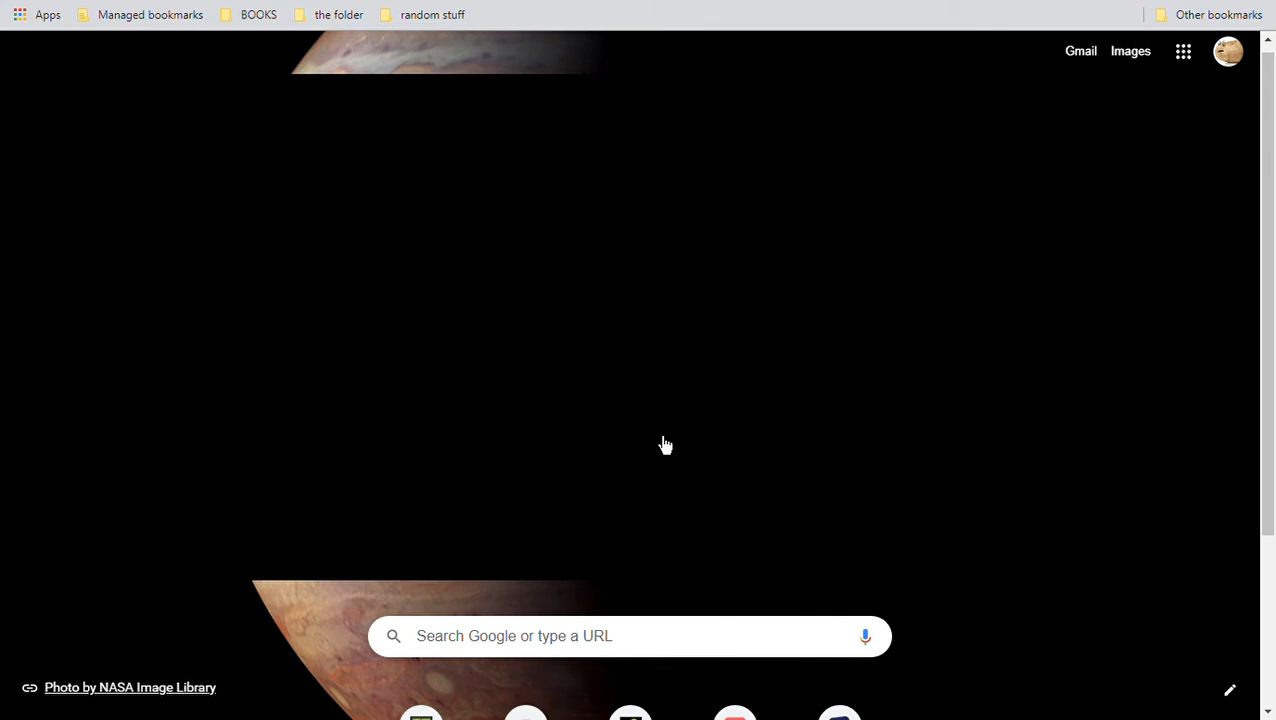 Apps Managed bookmarks BOOKS the folder random stuff Other bookmarks
Gmail Images
Search Google or type a URL
Photo by NASA Image Library